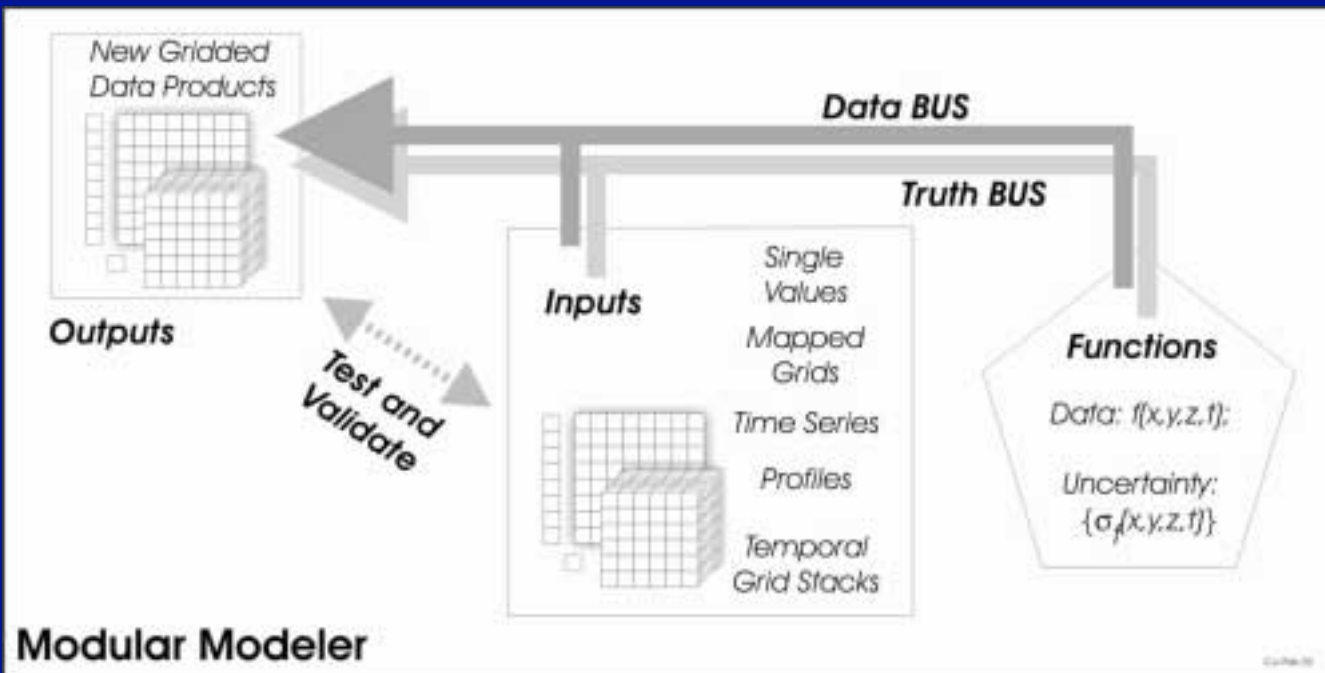 New Gridded
Data Products
Outputs
Data BUS
Truth BUS
Test and
Validate
Inputs
Single
Values
Mapped
Grids
Time Series
Profiles
Temporal
Grid Stacks
Functions
Data: f(x,y,z,t);
Uncertainty:
{σf(x,y,z,t)}
Modular Modeler